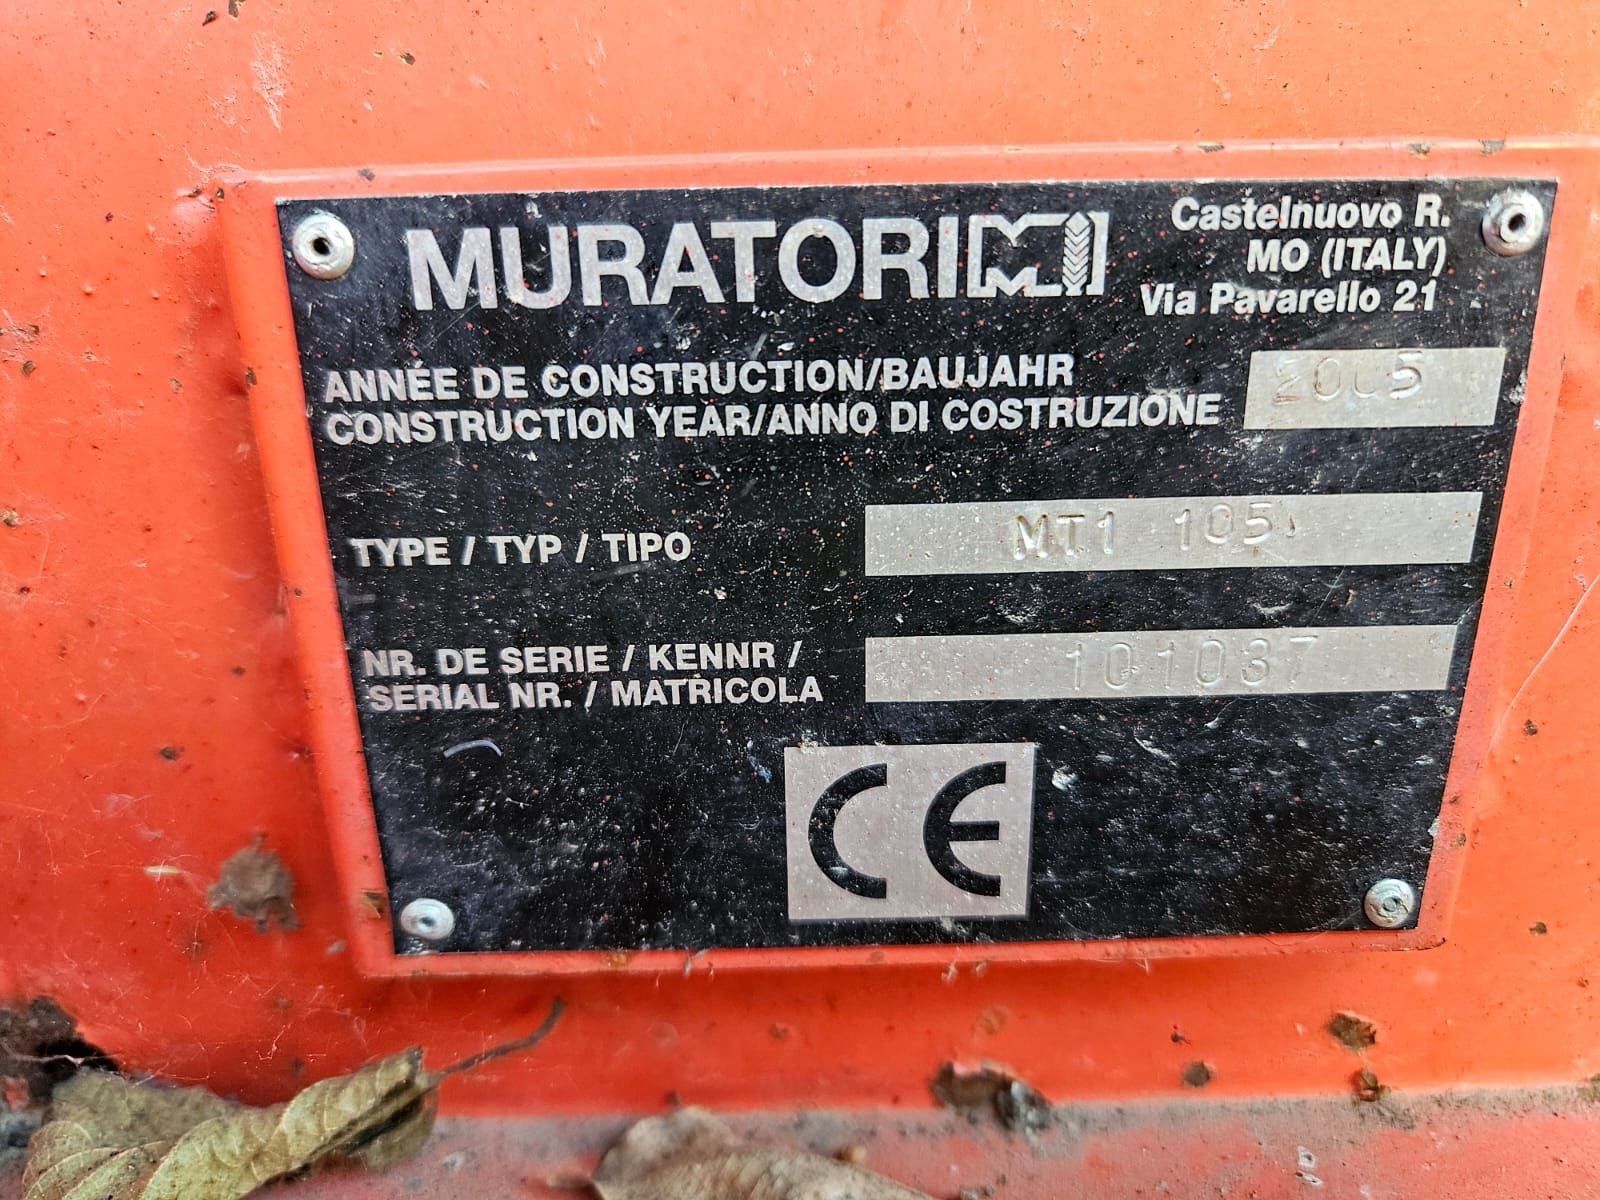 MURATORI
Castelnuovo R.
MO (ITALY)
Via Pavarello 21
ANNÉE DE CONSTRUCTION/BAUJAHR
CONSTRUCTION YEAR/ANNO DI COSTRUZIONE
2005
TYPE / TYP / TIPO
MT1 105
NR. DE SERIE / KENNR /
SERIAL NR. / MATRICOLA
101037
CE